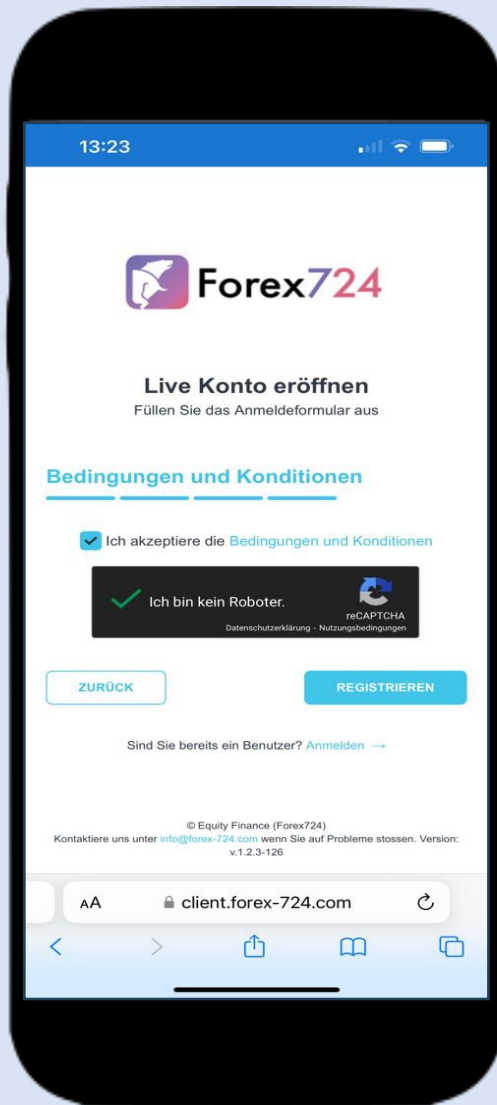 13:23
Forex724
Live Konto eröffnen
Füllen Sie das Anmeldeformular aus
Bedingungen und Konditionen
Ich akzeptiere die Bedingungen und Konditionen
Ich bin kein Roboter.
reCAPTCHA
Datenschutzerklärung - Nutzungsbedingungen
ZURÜCK
REGISTRIEREN
Sind Sie bereits ein Benutzer? Anmelden →
© Equity Finance (Forex724)
Kontaktiere uns unter info@forex-724.com wenn Sie auf Probleme stossen. Version:
v.1.2.3-126
AA
client.forex-724.com